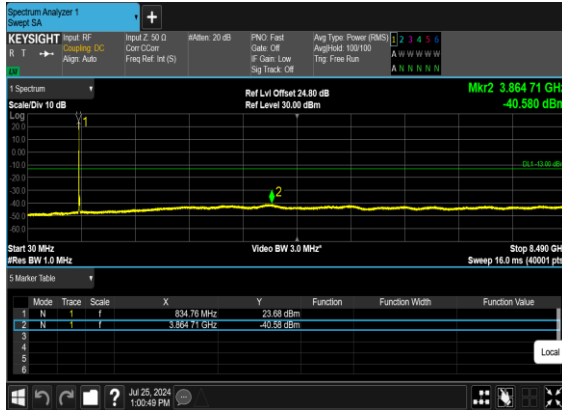 Spectrum Analyzer 1
Swept SA
+
KEYSIGHT Input: RF Input Z: 50 Ω #Atten: 20 dB PNO: Fast Avg Type: Power (RMS) 1 2 3 4 5 6
R T Coupling: DC Corr CCorr Gate: Off Avg|Hold: 100/100 A W W W W W
Align: Auto Freq Ref: Int (S) IF Gain: Low Trig: Free Run
Sig Track: Off A N N N N N
1 Spectrum Ref Lvl Offset 24.80 dB Mkr2 3.864 71 GHz
Scale/Div 10 dB Ref Level 30.00 dBm -40.580 dBm
Log
20.0
10.0
0.00
-10.0
-20.0
-30.0
-40.0
-50.0
-60.0
1
2
DL1 -13.00 dBm
Start 30 MHz Video BW 3.0 MHz* Stop 8.490 GHz
#Res BW 1.0 MHz Sweep 16.0 ms (40001 pts)
5 Marker Table
Mode Trace Scale X Y Function Function Width Function Value
1 N 1 f 834.76 MHz 23.68 dBm
2 N 1 f 3.864 71 GHz -40.58 dBm
3
4
5
6
Local
? Jul 25, 2024
1:00:49 PM